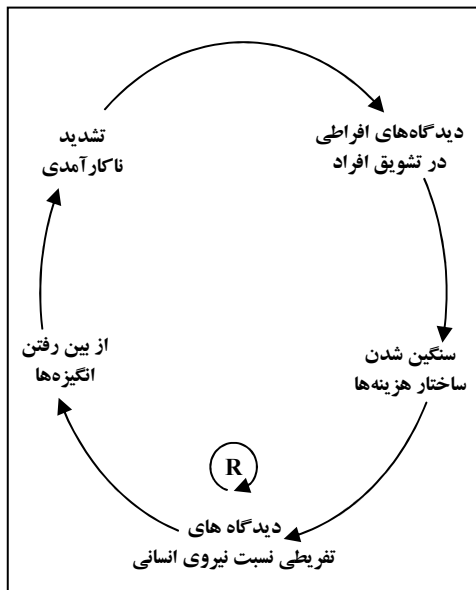 دیدگاه‌های افراطی
در تشویق افراد
سنگین شدن
ساختار هزینه‌ها
R
دیدگاه های
تفریطی نسبت نیروی انسانی
از بین رفتن
انگیزه‌ها
تشدید
ناکارآمدی